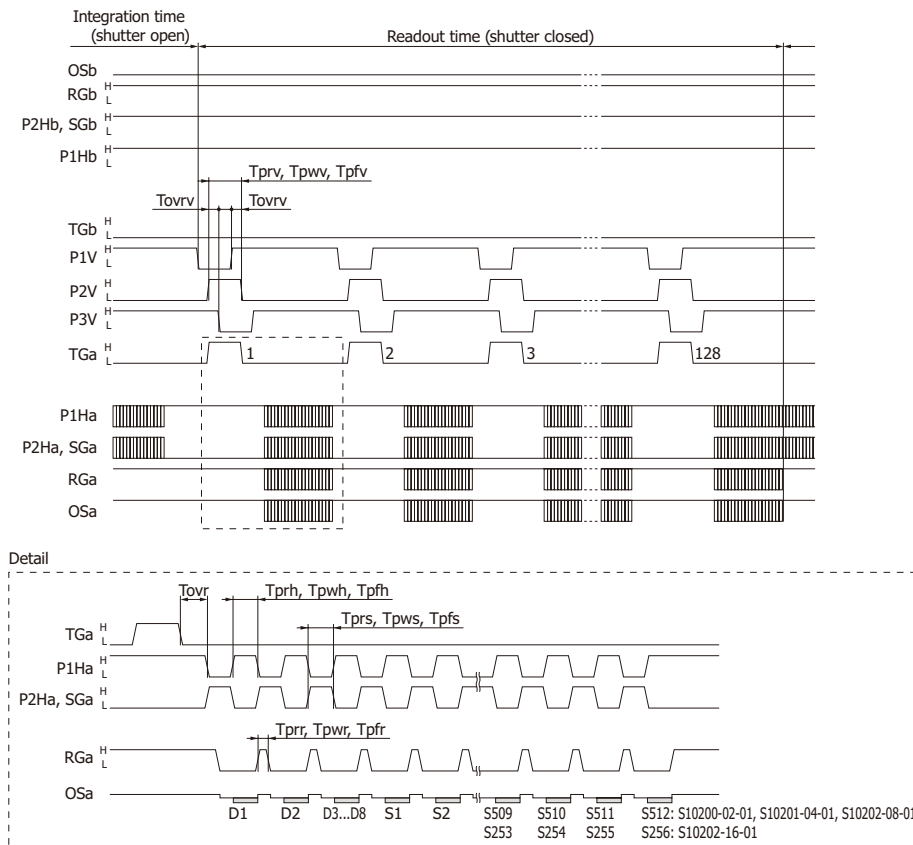 Integration time
(shutter open)
Readout time (shutter closed)
OSb
RGb H
L
P2Hb, SGb H
L
P1Hb H
L
Tprv, Tpwv, Tpfv
Tovrv Tovrv
TGb H
L
P1V H
L
P2V H
L
P3V H
L
TGa H
L
1 2 3 128
P1Ha H
L
P2Ha, SGa H
L
RGa H
L
OSa
Detail
Tovr Tprh, Tpwh, Tpfh
Tprs, Tpws, Tpfs
TGa H
L
P1Ha H
L
P2Ha, SGa H
L
Tprr, Tpwr, Tpfr
RGa H
L
OSa
D1 D2 D3...D8 S1 S2 S509 S510 S511 S512: S10200-02-01, S10201-04-01, S10202-08-01
S253 S254 S255 S256: S10202-16-01